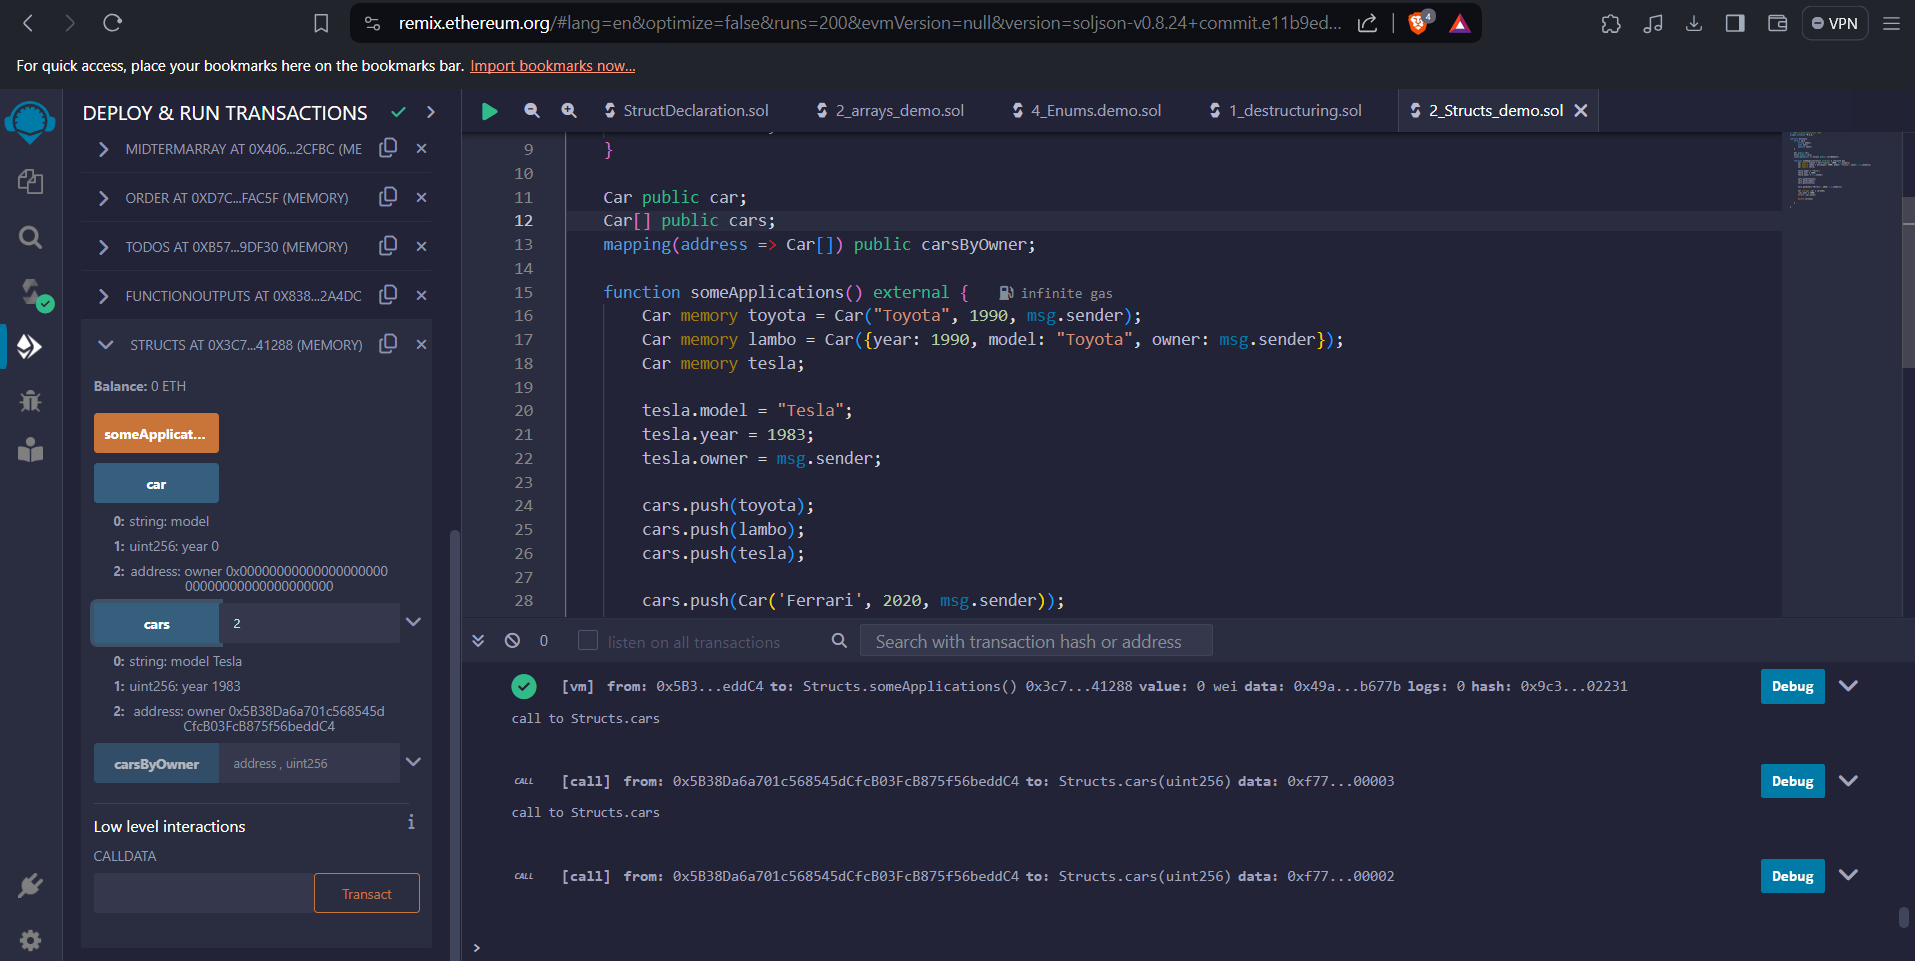 remix.ethereum.org/#lang=en&optimize=false&runs=200&evmVersion=null&version=soljson-v0.8.24+commit.e11b9ed...
4
VPN
For quick access, place your bookmarks here on the bookmarks bar. Import bookmarks now...
DEPLOY & RUN TRANSACTIONS
MIDTERMARRAY AT 0X406...2CFBC (ME
ORDER AT 0XD7C...FAC5F (MEMORY)
TODOS AT 0XB57...9DF30 (MEMORY)
FUNCTIONOUTPUTS AT 0X838...2A4DC
STRUCTS AT 0X3C7...41288 (MEMORY)
Balance: 0 ETH
someApplicat...
car
0: string: model
1: uint256: year 0
2: address: owner 0x00000000000000000000
00000000000000000000
cars
2
0: string: model Tesla
1: uint256: year 1983
2: address: owner 0x5B38Da6a701c568545d
CfcB03FcB875f56beddC4
carsByOwner
address , uint256
Low level interactions
i
CALLDATA
Transact
StructDeclaration.sol
2_arrays_demo.sol
4_Enums.demo.sol
1_destructuring.sol
2_Structs_demo.sol
9 }
10
11 Car public car;
12 Car[] public cars;
13 mapping(address => Car[]) public carsByOwner;
14
15 function someApplications() external { infinite gas
16 Car memory toyota = Car("Toyota", 1990, msg.sender);
17 Car memory lambo = Car({year: 1990, model: "Toyota", owner: msg.sender});
18 Car memory tesla;
19
20 tesla.model = "Tesla";
21 tesla.year = 1983;
22 tesla.owner = msg.sender;
23
24 cars.push(toyota);
25 cars.push(lambo);
26 cars.push(tesla);
27
28 cars.push(Car('Ferrari', 2020, msg.sender));
0 listen on all transactions Search with transaction hash or address
[vm] from: 0x5B3...eddC4 to: Structs.someApplications() 0x3c7...41288 value: 0 wei data: 0x49a...b677b logs: 0 hash: 0x9c3...02231 Debug
call to Structs.cars
CALL [call] from: 0x5B38Da6a701c568545dCfcB03FcB875f56beddC4 to: Structs.cars(uint256) data: 0xf77...00003 Debug
call to Structs.cars
CALL [call] from: 0x5B38Da6a701c568545dCfcB03FcB875f56beddC4 to: Structs.cars(uint256) data: 0xf77...00002 Debug
>